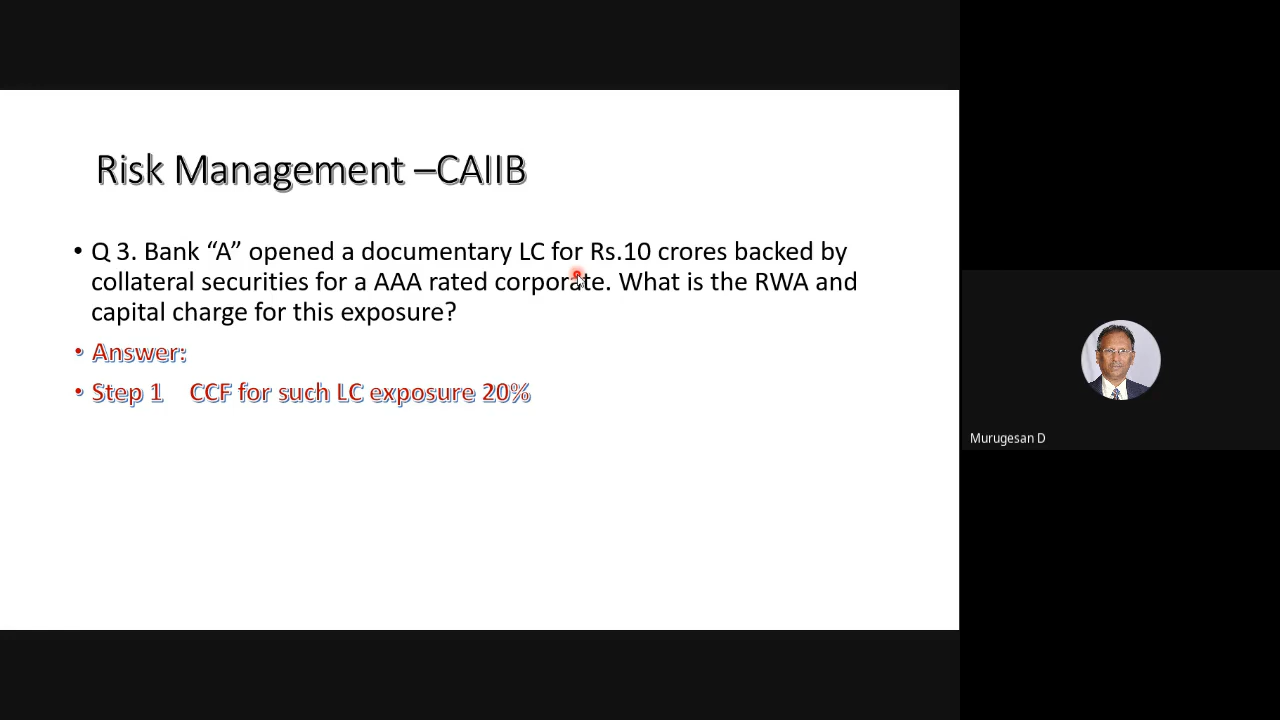 Risk Management –CAIIB
• Q 3. Bank “A” opened a documentary LC for Rs.10 crores backed by
collateral securities for a AAA rated corporate. What is the RWA and
capital charge for this exposure?
• Answer:
• Step 1 CCF for such LC exposure 20%
Murugesan D